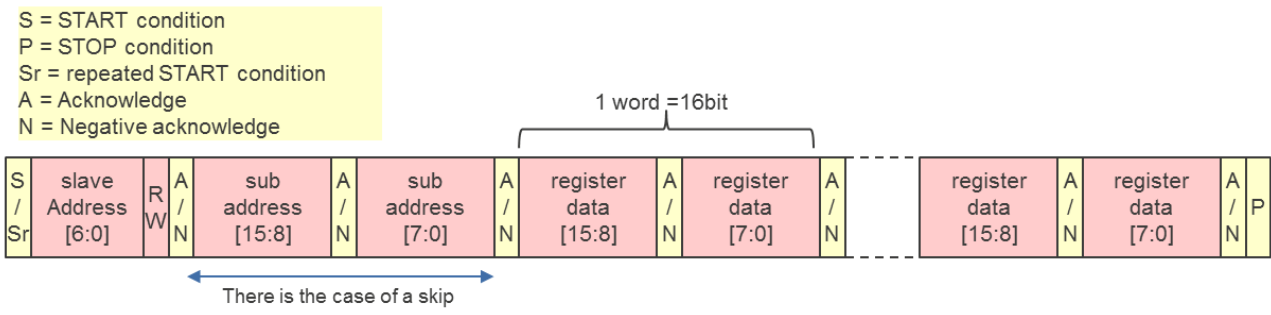 S = START condition
P = STOP condition
Sr = repeated START condition
A = Acknowledge
N = Negative acknowledge
1 word =16bit
S
/
Sr
slave
Address
[6:0]
R
W
A
/
N
sub
address
[15:8]
A
/
N
sub
address
[7:0]
A
/
N
register
data
[15:8]
A
/
N
register
data
[7:0]
A
/
N
register
data
[15:8]
A
/
N
register
data
[7:0]
A
/
N
P
There is the case of a skip